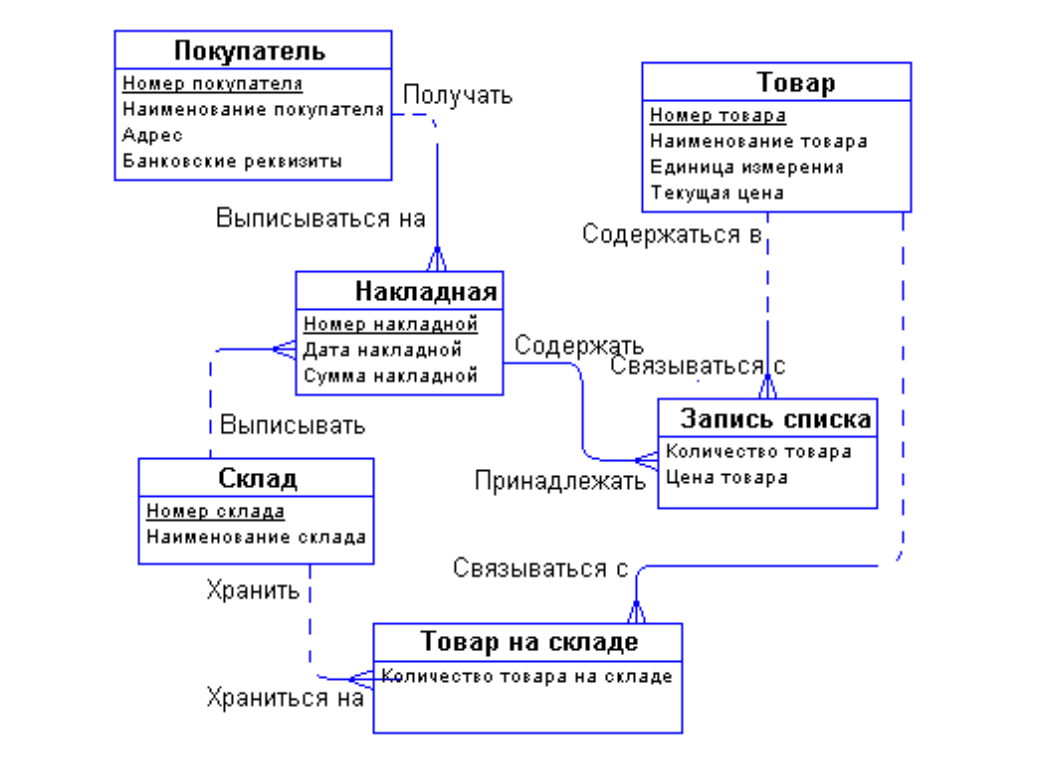 Покупатель
Номер покупателя
Наименование покупателя
Адрес
Банковские реквизиты
Получать
Товар
Номер товара
Наименование товара
Единица измерения
Текущая цена
Выписываться на
Содержаться в
Накладная
Номер накладной
Дата накладной
Сумма накладной
Содержать
Связываться с
Запись списка
Количество товара
Цена товара
Выписывать
Принадлежать
Склад
Номер склада
Наименование склада
Связываться с
Хранить
Товар на складе
Количество товара на складе
Храниться на